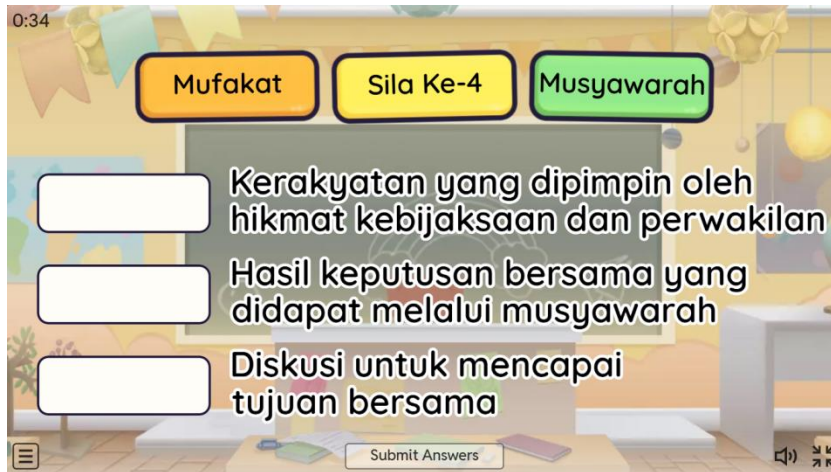 0:34
Mufakat
Sila Ke-4
Musyawarah
Kerakyatan yang dipimpin oleh
hikmat kebijaksaan dan perwakilan
Hasil keputusan bersama yang
didapat melalui musyawarah
Diskusi untuk mencapai
tujuan bersama
Submit Answers